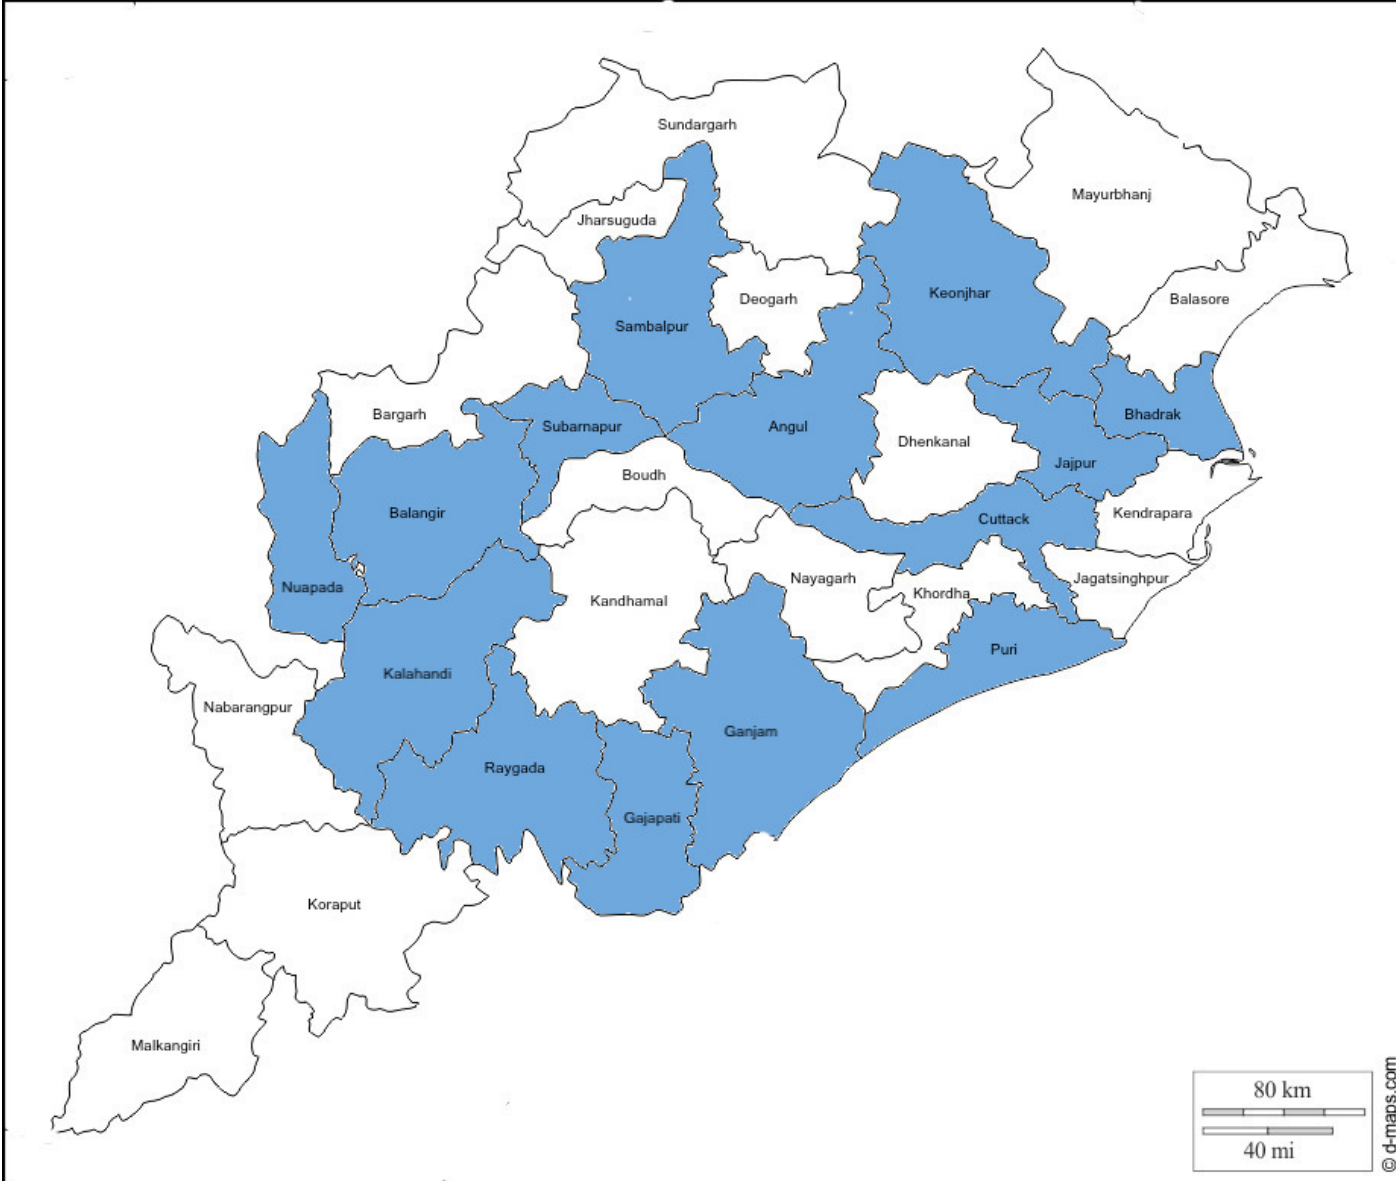 Sundargarh
Mayurbhanj
Jharsuguda
Keonjhar
Deogarh
Balasore
Sambalpur
Bargarh
Bhadrak
Subarnapur
Angul
Dhenkanal
Jajpur
Boudh
Balangir
Cuttack
Kendrapara
Nayagarh
Jagatsinghpur
Nuapada
Khordha
Kandhamal
Puri
Kalahandi
Nabarangpur
Ganjam
Raygada
Gajapati
Koraput
Malkangiri
80 km
40 mi
© d-maps.com